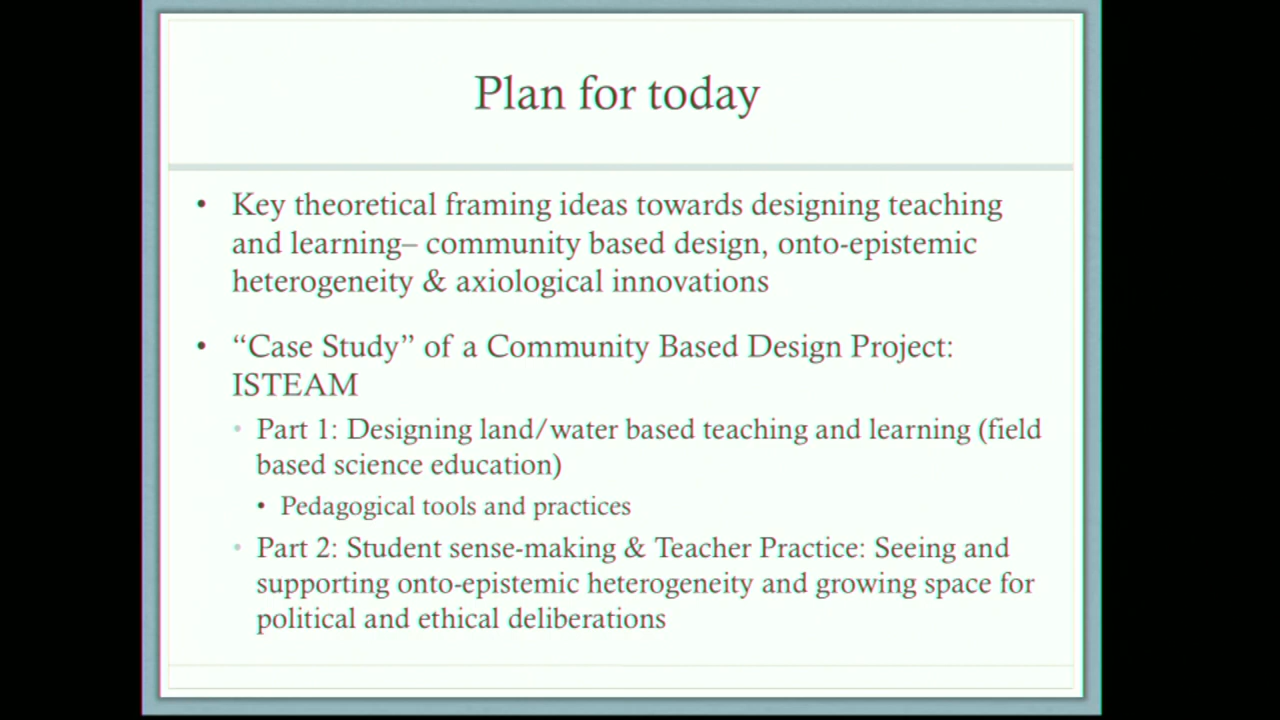 Plan for today
• Key theoretical framing ideas towards designing teaching
and learning– community based design, onto-epistemic
heterogeneity & axiological innovations
• “Case Study” of a Community Based Design Project:
ISTEAM
• Part 1: Designing land/water based teaching and learning (field
based science education)
• Pedagogical tools and practices
• Part 2: Student sense-making & Teacher Practice: Seeing and
supporting onto-epistemic heterogeneity and growing space for
political and ethical deliberations